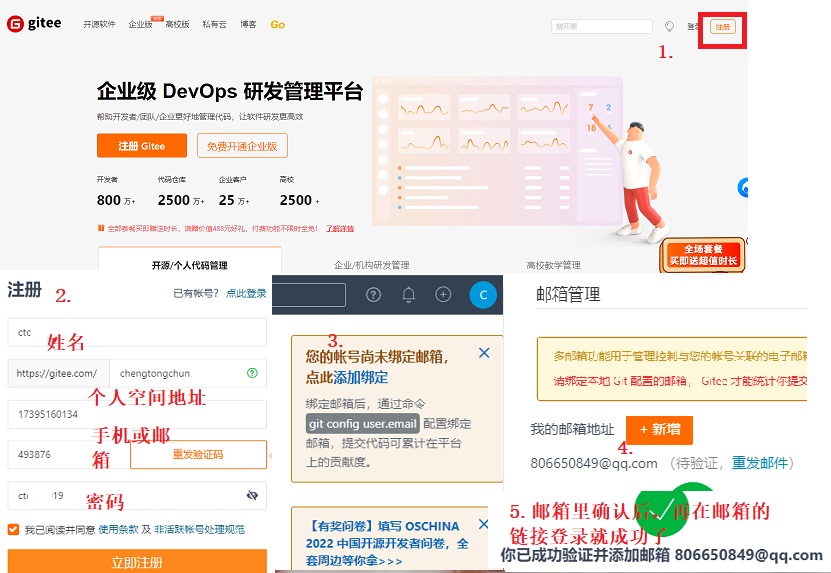 gitee
开源软件 企业版 高校版 私有云 博客 Go
搜开源
注册
1.
企业级 DevOps 研发管理平台
帮助开发者/团队/企业更好地管理代码，让软件研发更高效
注册 Gitee 免费开通企业版
开发者 代码仓库 企业客户 高校
800 万+ 2500 万+ 25 万+ 2500 +
7 2
18
全部套餐买即赠送时长，满赠价值488元好礼，付费功能不限时全免！ 了解详情
全场套餐
买即送超值时长
开源/个人代码管理 企业/机构研发管理 高校教学管理
注册 2. 已有帐号？ 点此登录
ctc
姓名
https://gitee.com/ chengtongchun
个人空间地址
17395160134
手机或邮
箱
493876 重发验证码
19
密码
我已阅读并同意 使用条款 及 非活跃帐号处理规范
立即注册
C
3.
您的帐号尚未绑定邮箱，
点此添加绑定
绑定邮箱后，通过命令
git config user.email 配置绑定
邮箱，提交代码可累计在平台
上的贡献度。
【有奖问卷】填写 OSCHINA
2022 中国开源开发者问卷，全
套周边等你拿>>>
邮箱管理
多邮箱功能用于管理控制与您的帐号关联的电子邮箱
请绑定本地 Git 配置的邮箱， Gitee 才能统计你提交
我的邮箱地址 + 新增
4.
806650849@qq.com （待验证，重发邮件）
5. 邮箱里确认后，再在邮箱的
链接登录就成功了
你已成功验证并添加邮箱 806650849@qq.com